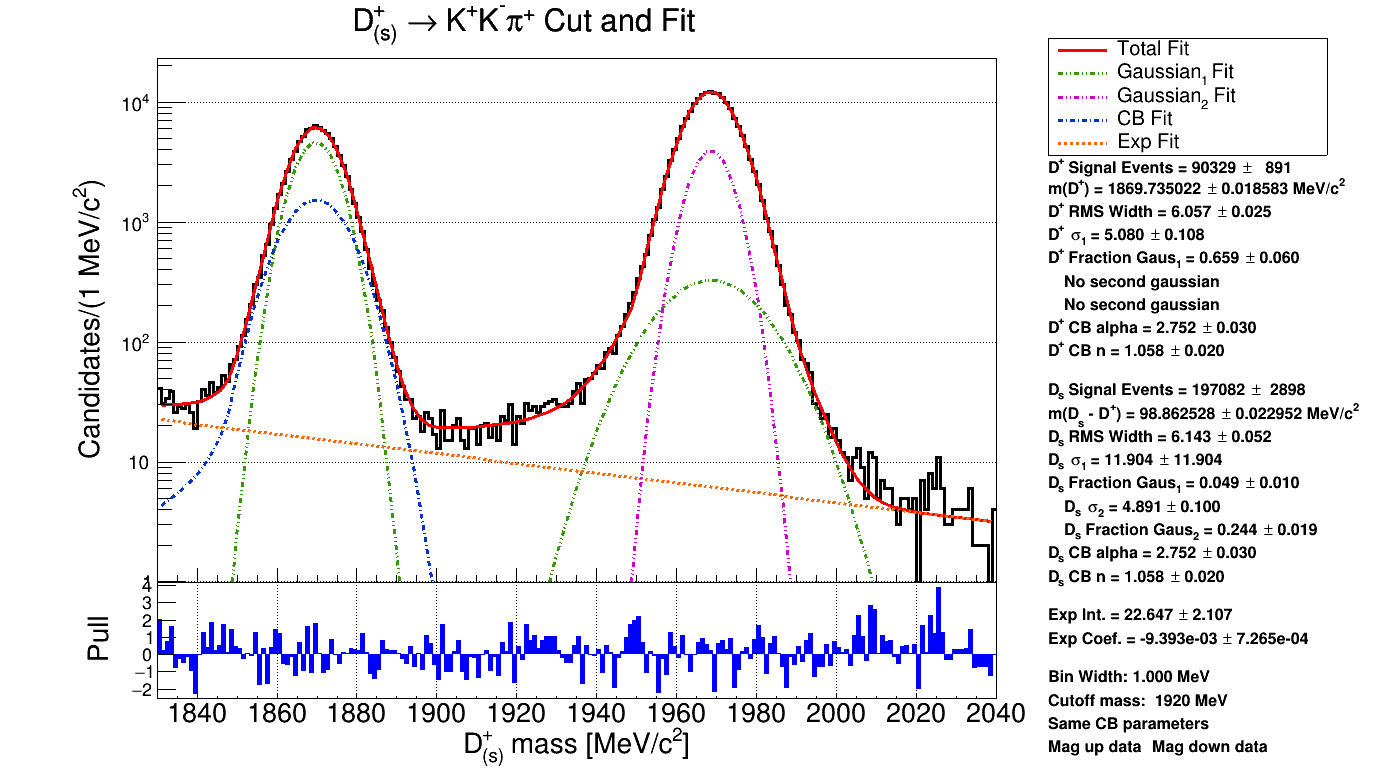 D⁺₍s₎ → K⁺K⁻π⁺ Cut and Fit
Total Fit
Gaussian₁ Fit
Gaussian₂ Fit
CB Fit
Exp Fit
D⁺ Signal Events = 90329 ± 891
m(D⁺) = 1869.735022 ± 0.018583 MeV/c²
D⁺ RMS Width = 6.057 ± 0.025
D⁺ σ₁ = 5.080 ± 0.108
D⁺ Fraction Gaus₁ = 0.659 ± 0.060
No second gaussian
No second gaussian
D⁺ CB alpha = 2.752 ± 0.030
D⁺ CB n = 1.058 ± 0.020
Dₛ Signal Events = 197082 ± 2898
m(Dₛ - D⁺) = 98.862528 ± 0.022952 MeV/c²
Dₛ RMS Width = 6.143 ± 0.052
Dₛ σ₁ = 11.904 ± 11.904
Dₛ Fraction Gaus₁ = 0.049 ± 0.010
Dₛ σ₂ = 4.891 ± 0.100
Dₛ Fraction Gaus₂ = 0.244 ± 0.019
Dₛ CB alpha = 2.752 ± 0.030
Dₛ CB n = 1.058 ± 0.020
Exp Int. = 22.647 ± 2.107
Exp Coef. = -9.393e-03 ± 7.265e-04
Bin Width: 1.000 MeV
Cutoff mass: 1920 MeV
Same CB parameters
Mag up data Mag down data
Candidates/(1 MeV/c²)
10⁴
10³
10²
10
1
Pull
4
3
2
1
0
−1
−2
1840 1860 1880 1900 1920 1940 1960 1980 2000 2020 2040
D⁺₍s₎ mass [MeV/c²]